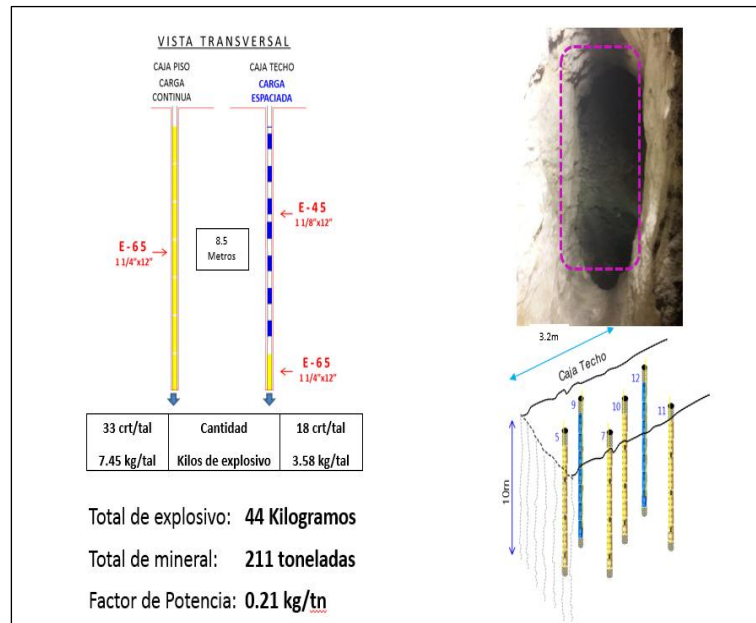 VISTA TRANSVERSAL
CAJA PISO
CARGA
CONTINUA
CAJA TECHO
CARGA
ESPACIADA
E-65
1 1/4"x12"
8.5
Metros
E-45
1 1/8"x12"
E-65
1 1/4"x12"
33 crt/tal Cantidad 18 crt/tal
7.45 kg/tal Kilos de explosivo 3.58 kg/tal
Total de explosivo: 44 Kilogramos
Total de mineral: 211 toneladas
Factor de Potencia: 0.21 kg/tn
3.2m
Caja Techo
12
9
10
11
5
7
10m